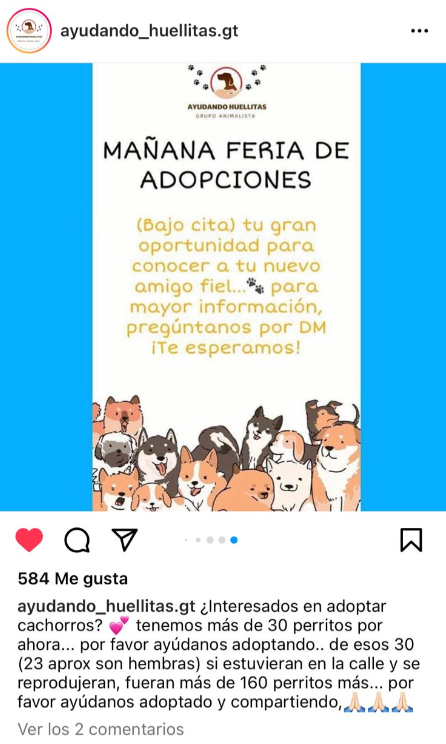 ayudando_huellitas.gt
AYUDANDO HUELLITAS
GRUPO ANIMALISTA
MAÑANA FERIA DE
ADOPCIONES
(Bajo cita) tu gran
oportunidad para
conocer a tu nuevo
amigo fiel...🐾 para
mayor información,
pregúntanos por DM
¡Te esperamos!
584 Me gusta
ayudando_huellitas.gt ¿Interesados en adoptar
cachorros? 💕 tenemos más de 30 perritos por
ahora... por favor ayúdanos adoptando.. de esos 30
(23 aprox son hembras) si estuvieran en la calle y se
reprodujeran, fueran más de 160 perritos más... por
favor ayúdanos adoptado y compartiendo,🙏🏻🙏🏻🙏🏻
Ver los 2 comentarios